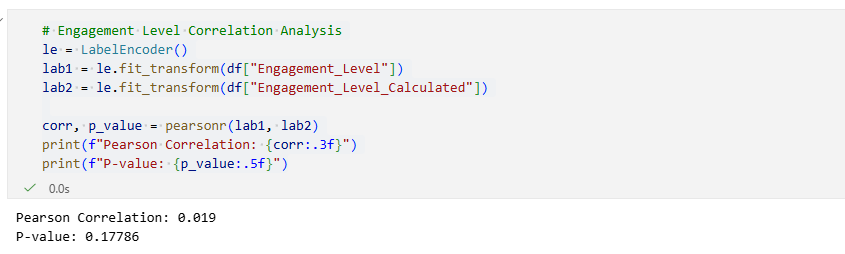 # Engagement Level Correlation Analysis
le = LabelEncoder()
lab1 = le.fit_transform(df["Engagement_Level"])
lab2 = le.fit_transform(df["Engagement_Level_Calculated"])
corr, p_value = pearsonr(lab1, lab2)
print(f"Pearson Correlation: {corr:.3f}")
print(f"P-value: {p_value:.5f}")
0.0s
Pearson Correlation: 0.019
P-value: 0.17786